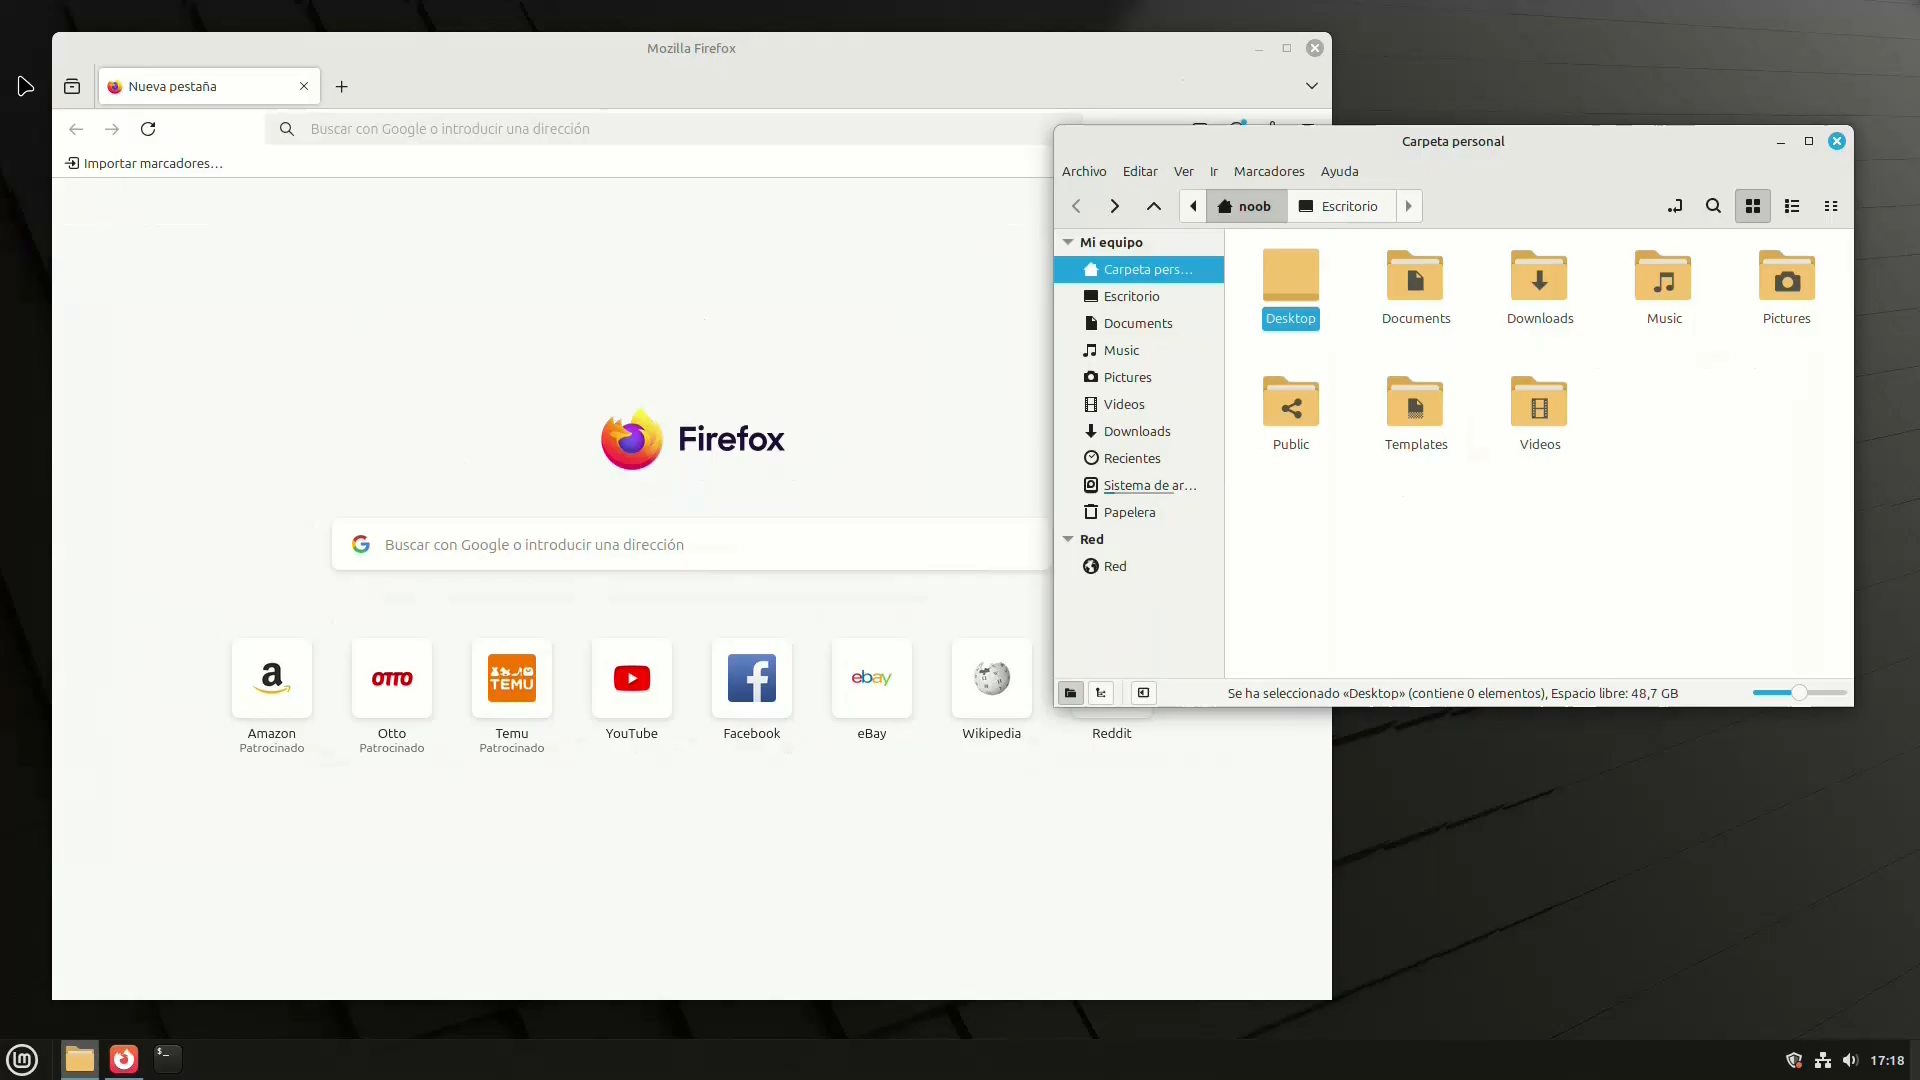 Mozilla Firefox
Nueva pestaña
Buscar con Google o introducir una dirección
Importar marcadores...
Firefox
Buscar con Google o introducir una dirección
a
OTTO
TEMU
ebay
Amazon
Patrocinado
Otto
Patrocinado
Temu
Patrocinado
YouTube
Facebook
eBay
Wikipedia
Reddit
Carpeta personal
Archivo Editar Ver Ir Marcadores Ayuda
noob Escritorio
Mi equipo
Carpeta pers...
Escritorio
Documents
Music
Pictures
Videos
Downloads
Recientes
Sistema de ar...
Papelera
Red
Red
Desktop Documents Downloads Music Pictures
Public Templates Videos
Se ha seleccionado «Desktop» (contiene 0 elementos), Espacio libre: 48,7 GB
17:18